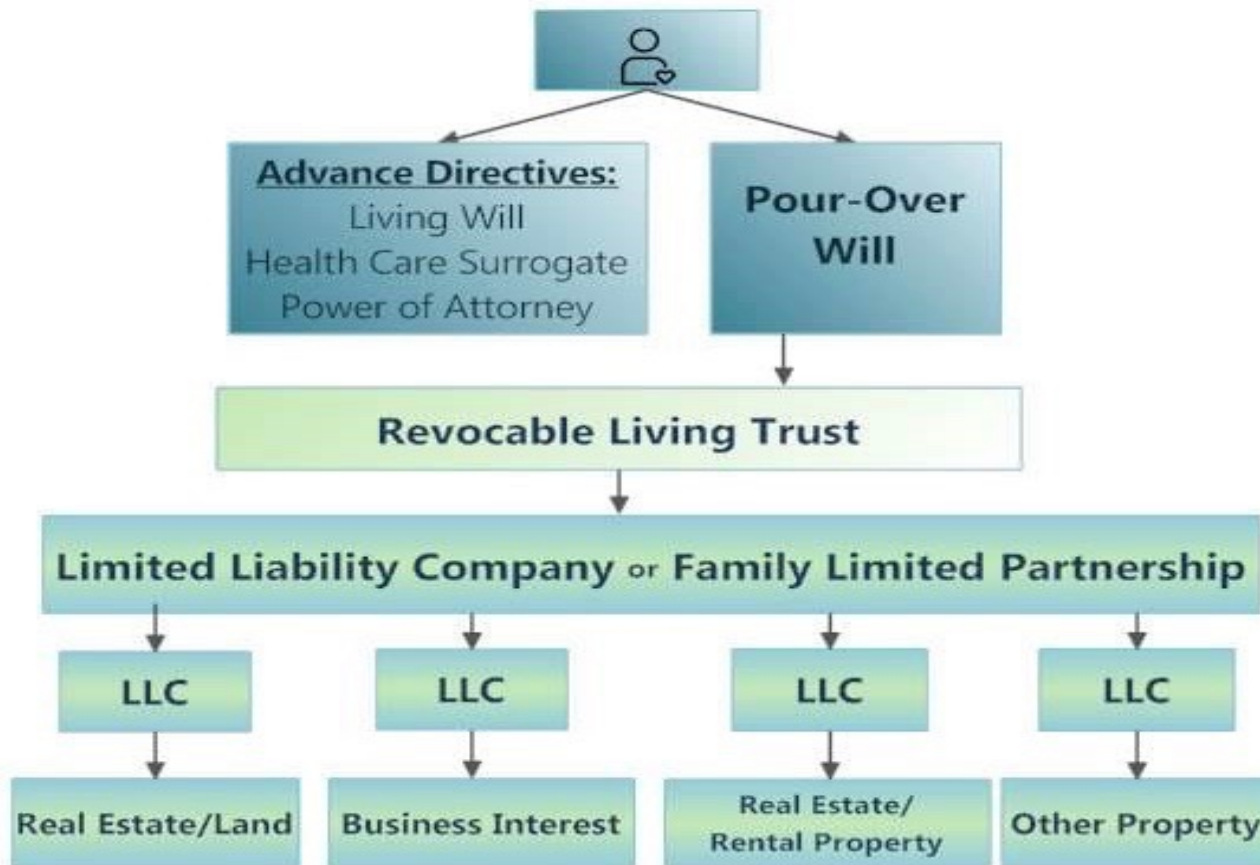 Advance Directives:
Living Will
Health Care Surrogate
Power of Attorney
Pour-Over
Will
Revocable Living Trust
Limited Liability Company or Family Limited Partnership
LLC
LLC
LLC
LLC
Real Estate/Land
Business Interest
Real Estate/
Rental Property
Other Property